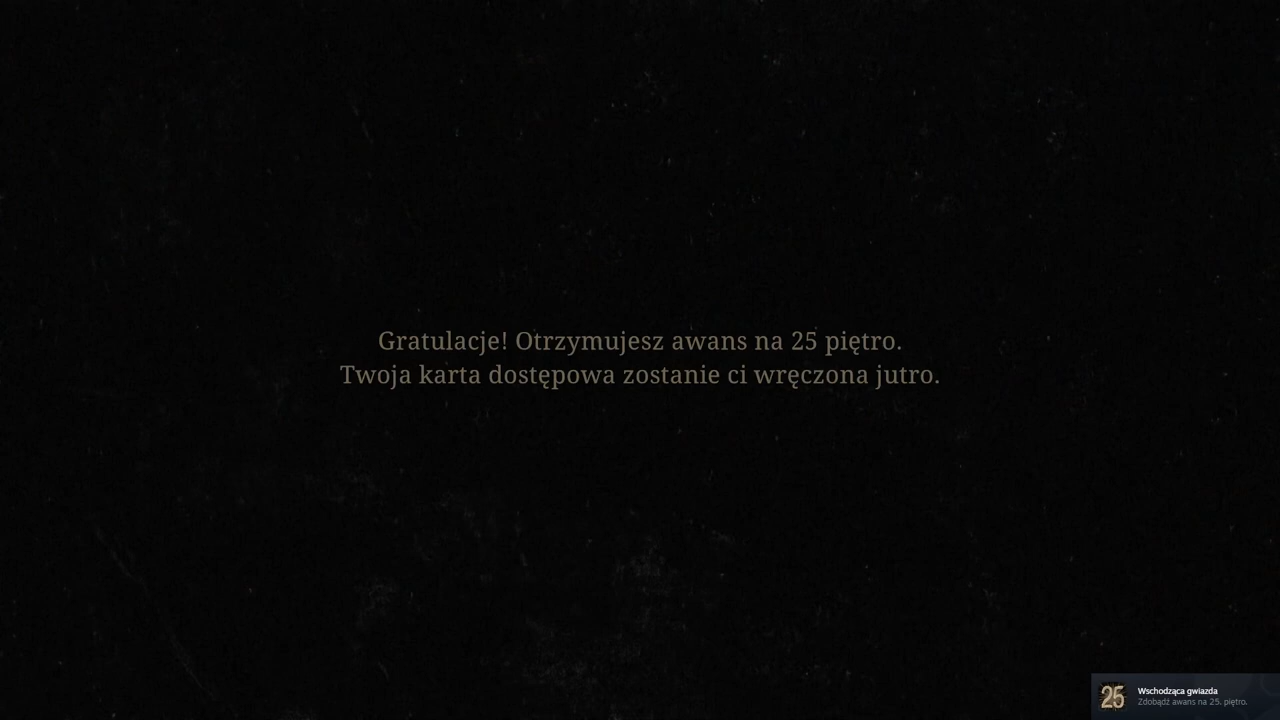 Gratulacje! Otrzymujesz awans na 25 piętro.
Twoja karta dostępowa zostanie ci wręczona jutro.
25
Wschodząca gwiazda
Zdobądź awans na 25. piętro.